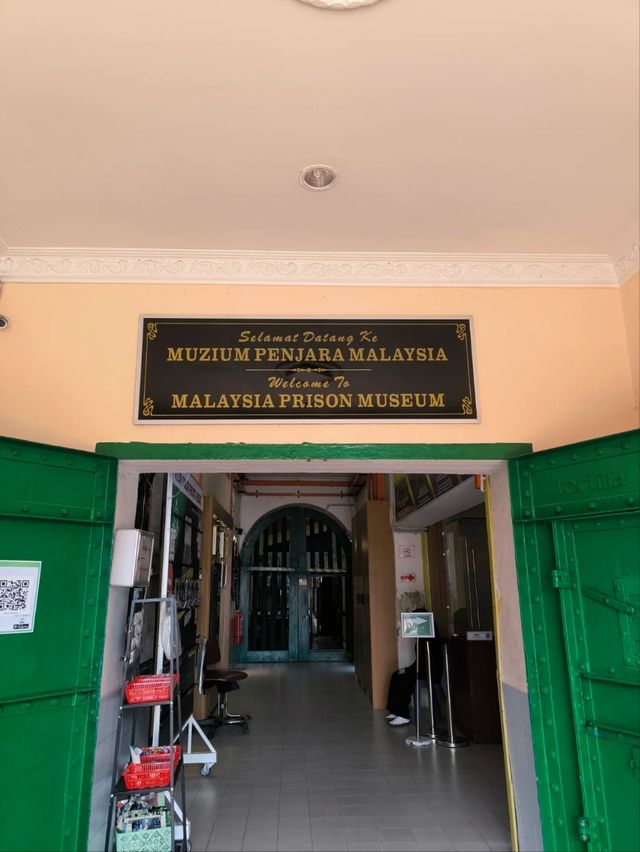 Selamat Datang Ke
MUZIUM PENJARA MALAYSIA
Welcome To
MALAYSIA PRISON MUSEUM